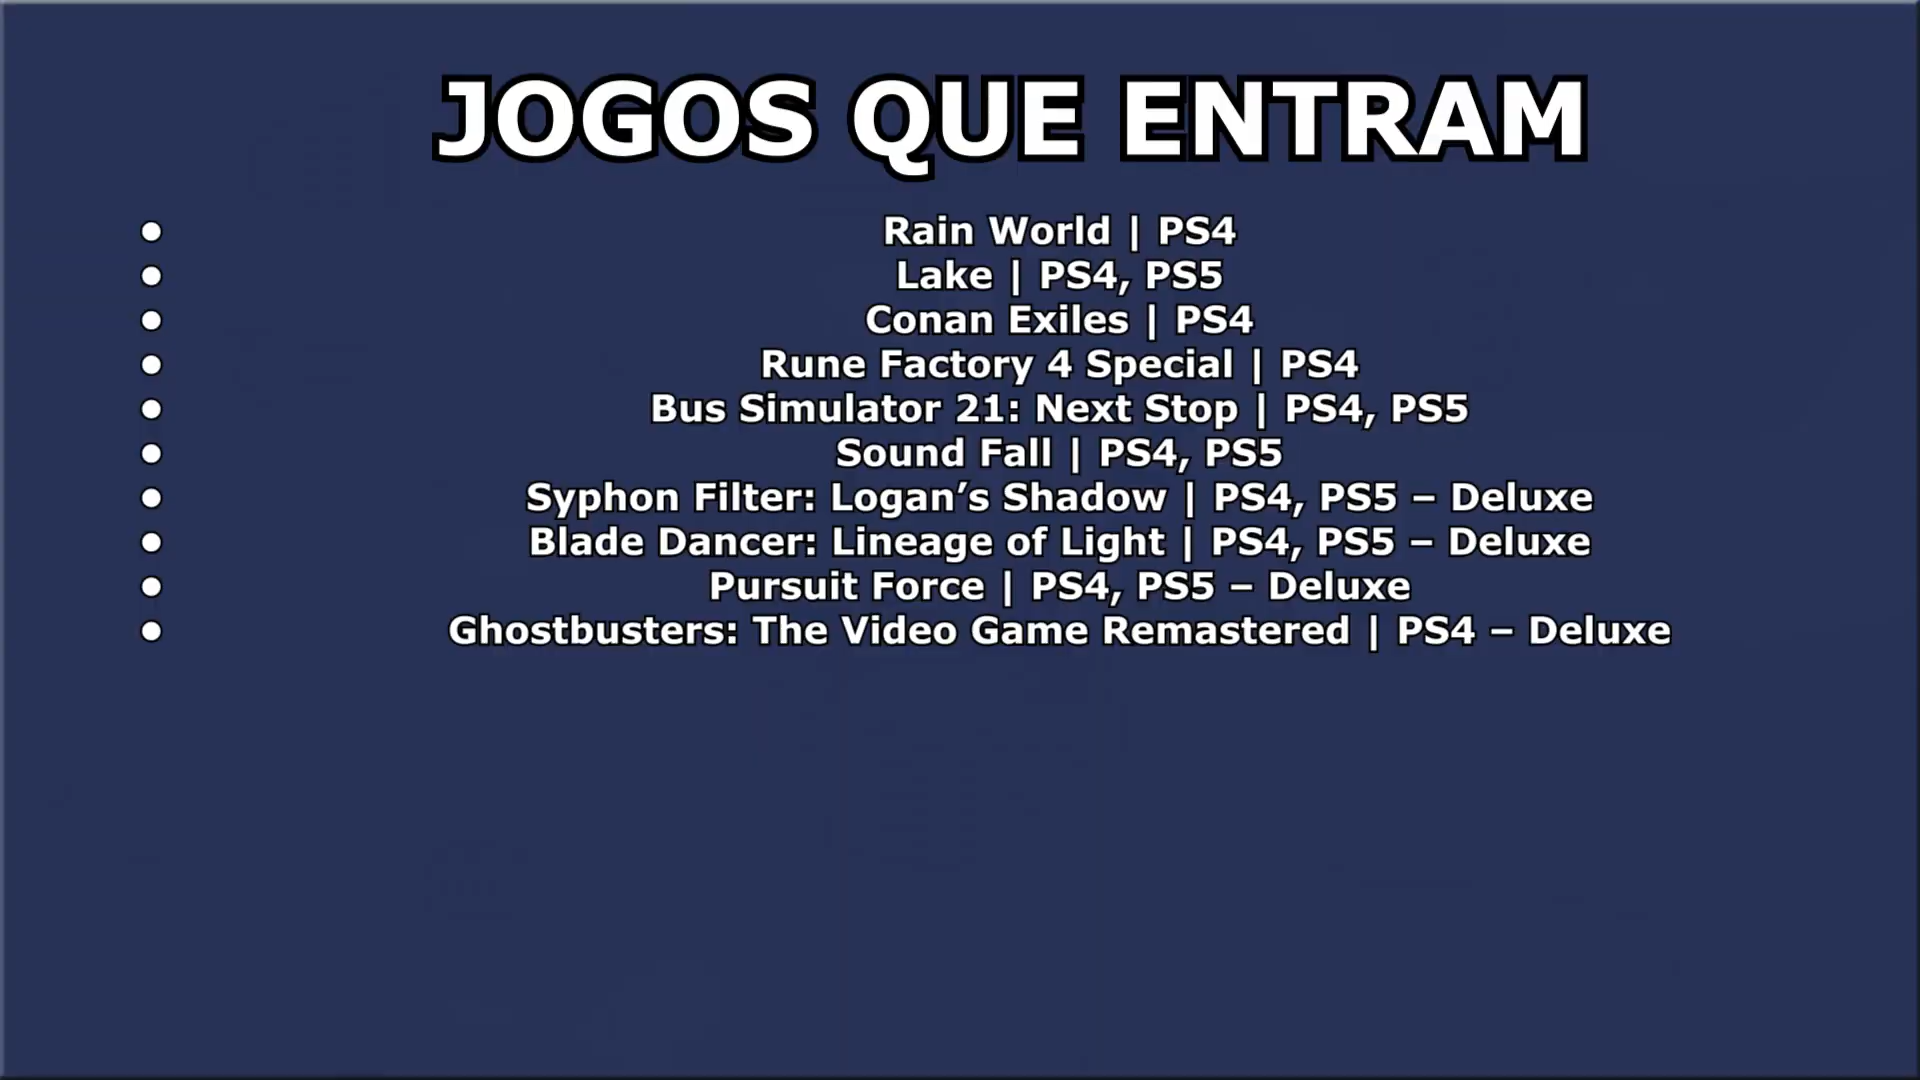 JOGOS QUE ENTRAM
• Rain World | PS4
• Lake | PS4, PS5
• Conan Exiles | PS4
• Rune Factory 4 Special | PS4
• Bus Simulator 21: Next Stop | PS4, PS5
• Sound Fall | PS4, PS5
• Syphon Filter: Logan’s Shadow | PS4, PS5 – Deluxe
• Blade Dancer: Lineage of Light | PS4, PS5 – Deluxe
• Pursuit Force | PS4, PS5 – Deluxe
• Ghostbusters: The Video Game Remastered | PS4 – Deluxe